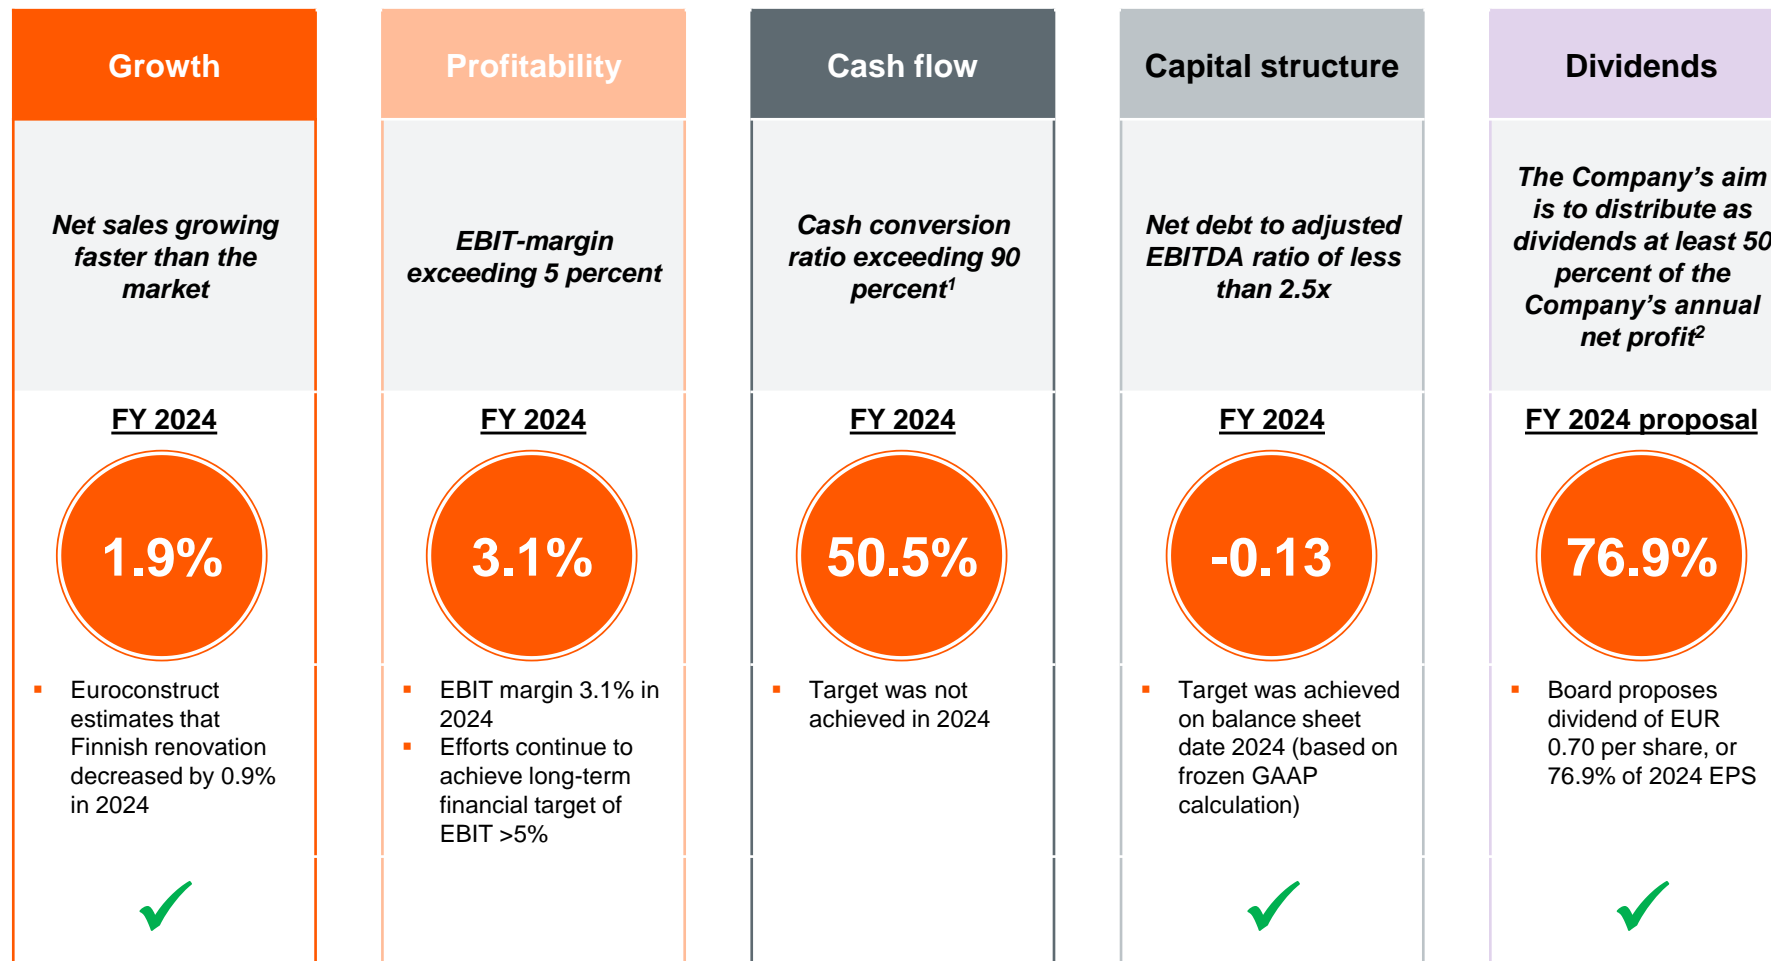 Growth
Net sales growing
faster than the
market
FY 2024
1.9%
▪ Euroconstruct
estimates that
Finnish renovation
decreased by 0.9%
in 2024
Profitability
EBIT-margin
exceeding 5 percent
FY 2024
3.1%
▪ EBIT margin 3.1% in
2024
▪ Efforts continue to
achieve long-term
financial target of
EBIT >5%
Cash flow
Cash conversion
ratio exceeding 90
percent¹
FY 2024
50.5%
▪ Target was not
achieved in 2024
Capital structure
Net debt to adjusted
EBITDA ratio of less
than 2.5x
FY 2024
-0.13
▪ Target was achieved
on balance sheet
date 2024 (based on
frozen GAAP
calculation)
Dividends
The Company’s aim
is to distribute as
dividends at least 50
percent of the
Company’s annual
net profit²
FY 2024 proposal
76.9%
▪ Board proposes
dividend of EUR
0.70 per share, or
76.9% of 2024 EPS